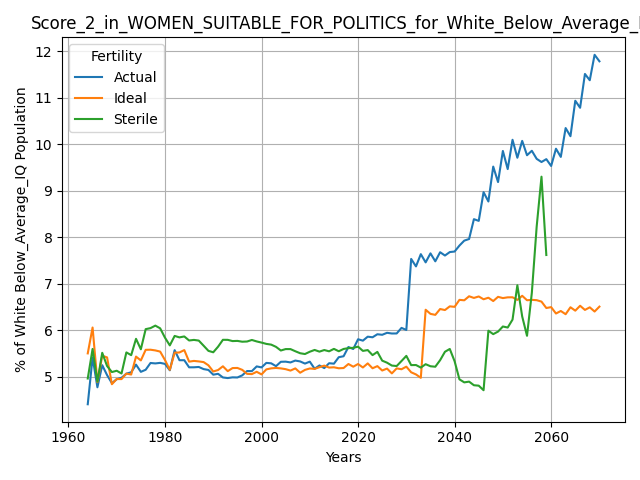 Score_2_in_WOMEN_SUITABLE_FOR_POLITICS_for_White_Below_Average_
Fertility
Actual
Ideal
Sterile
% of White Below_Average_IQ Population
12
11
10
9
8
7
6
5
1960 1980 2000 2020 2040 2060
Years